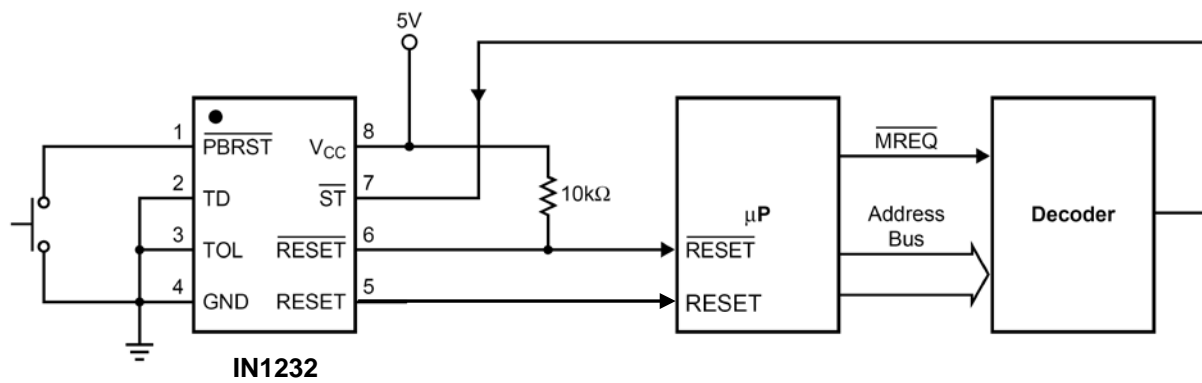 5V
1
PBRST
V_CC
8
2
TD
ST
7
10kΩ
3
TOL
RESET
6
4
GND
RESET
5
IN1232
μP
RESET
RESET
MREQ
Address
Bus
Decoder